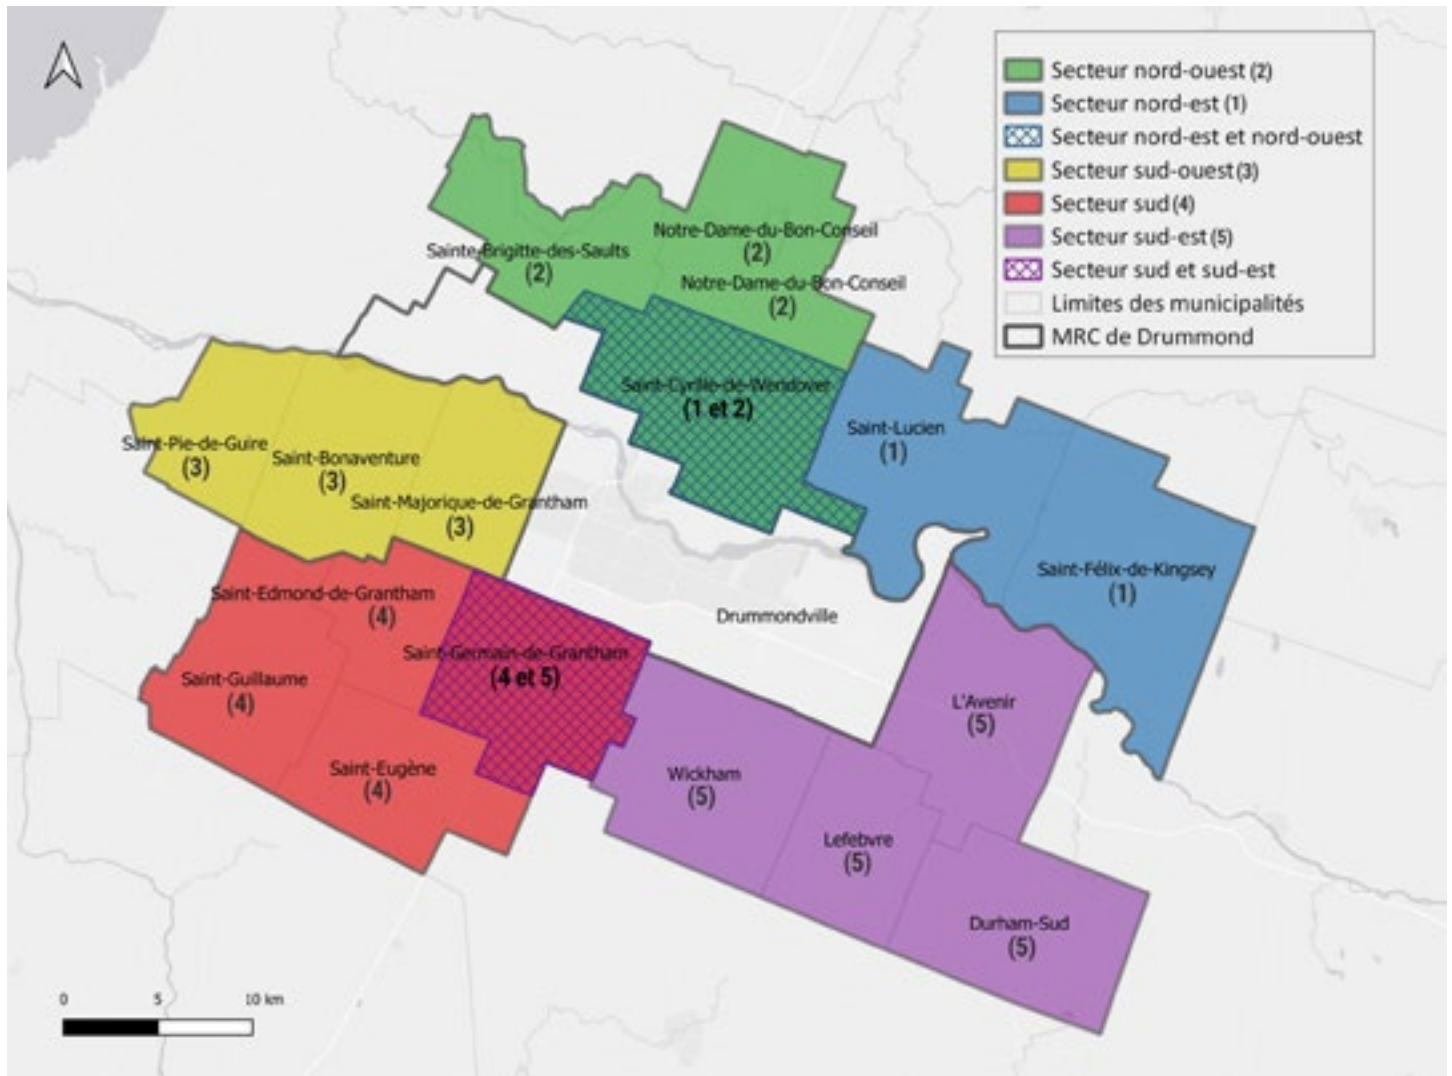 Secteur nord-ouest (2)
Secteur nord-est (1)
Secteur nord-est et nord-ouest
Secteur sud-ouest (3)
Secteur sud (4)
Secteur sud-est (5)
Secteur sud et sud-est
Limites des municipalités
MRC de Drummond
Notre-Dame-du-Bon-Conseil
(2)
Sainte-Brigitte-des-Saults
(2)
Notre-Dame-du-Bon-Conseil
(2)
Saint-Cyrille-de-Wendover
(1 et 2)
Saint-Lucien
(1)
Saint-Pie-de-Guire
(3)
Saint-Bonaventure
(3)
Saint-Majorique-de-Grantham
(3)
Saint-Félix-de-Kingsey
(1)
Saint-Edmond-de-Grantham
(4)
Drummondville
Saint-Germain-de-Grantham
(4 et 5)
Saint-Guillaume
(4)
L'Avenir
(5)
Saint-Eugène
(4)
Wickham
(5)
Lefebvre
(5)
Durham-Sud
(5)
0 5 10 km